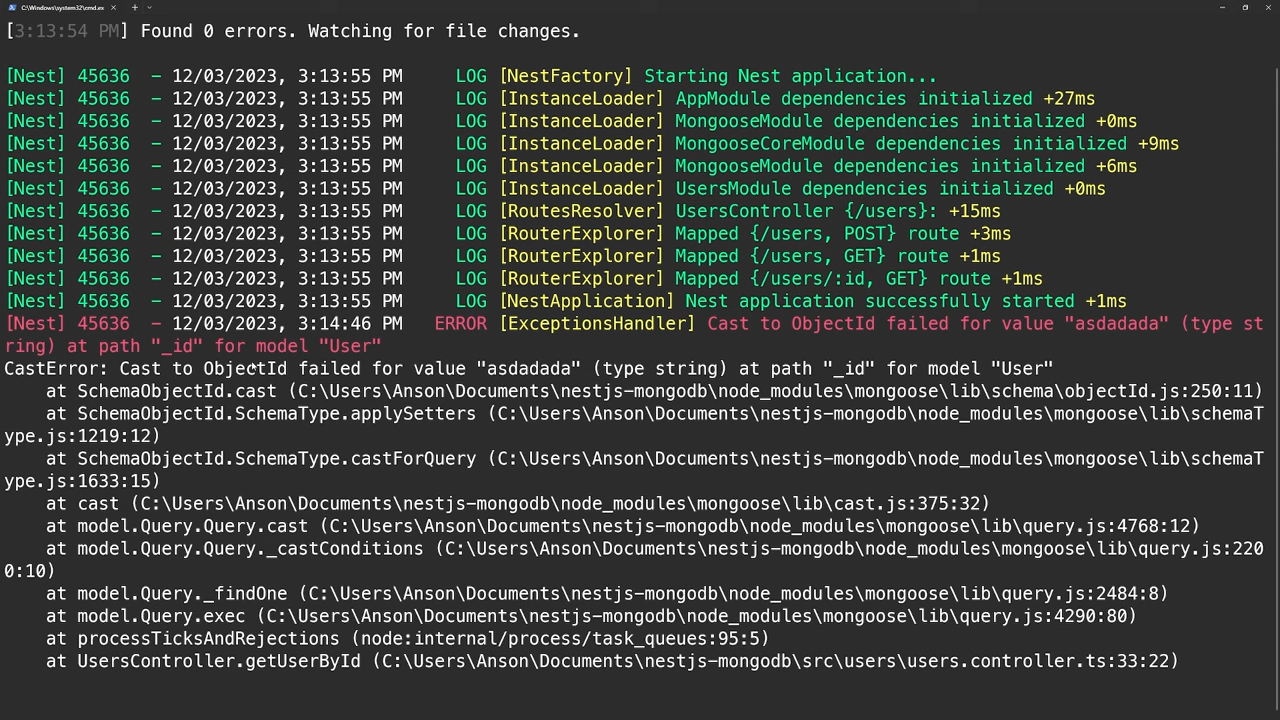 C:\Windows\system32\cmd.ex
[3:13:54 PM] Found 0 errors. Watching for file changes.
[Nest] 45636  - 12/03/2023, 3:13:55 PM     LOG [NestFactory] Starting Nest application...
[Nest] 45636  - 12/03/2023, 3:13:55 PM     LOG [InstanceLoader] AppModule dependencies initialized +27ms
[Nest] 45636  - 12/03/2023, 3:13:55 PM     LOG [InstanceLoader] MongooseModule dependencies initialized +0ms
[Nest] 45636  - 12/03/2023, 3:13:55 PM     LOG [InstanceLoader] MongooseCoreModule dependencies initialized +9ms
[Nest] 45636  - 12/03/2023, 3:13:55 PM     LOG [InstanceLoader] MongooseModule dependencies initialized +6ms
[Nest] 45636  - 12/03/2023, 3:13:55 PM     LOG [InstanceLoader] UsersModule dependencies initialized +0ms
[Nest] 45636  - 12/03/2023, 3:13:55 PM     LOG [RoutesResolver] UsersController {/users}: +15ms
[Nest] 45636  - 12/03/2023, 3:13:55 PM     LOG [RouterExplorer] Mapped {/users, POST} route +3ms
[Nest] 45636  - 12/03/2023, 3:13:55 PM     LOG [RouterExplorer] Mapped {/users, GET} route +1ms
[Nest] 45636  - 12/03/2023, 3:13:55 PM     LOG [RouterExplorer] Mapped {/users/:id, GET} route +1ms
[Nest] 45636  - 12/03/2023, 3:13:55 PM     LOG [NestApplication] Nest application successfully started +1ms
[Nest] 45636  - 12/03/2023, 3:14:46 PM   ERROR [ExceptionsHandler] Cast to ObjectId failed for value "asdadada" (type st
ring) at path "_id" for model "User"
CastError: Cast to ObjectId failed for value "asdadada" (type string) at path "_id" for model "User"
    at SchemaObjectId.cast (C:\Users\Anson\Documents\nestjs-mongodb\node_modules\mongoose\lib\schema\objectId.js:250:11)
    at SchemaObjectId.SchemaType.applySetters (C:\Users\Anson\Documents\nestjs-mongodb\node_modules\mongoose\lib\schemaT
ype.js:1219:12)
    at SchemaObjectId.SchemaType.castForQuery (C:\Users\Anson\Documents\nestjs-mongodb\node_modules\mongoose\lib\schemaT
ype.js:1633:15)
    at cast (C:\Users\Anson\Documents\nestjs-mongodb\node_modules\mongoose\lib\cast.js:375:32)
    at model.Query.Query.cast (C:\Users\Anson\Documents\nestjs-mongodb\node_modules\mongoose\lib\query.js:4768:12)
    at model.Query.Query._castConditions (C:\Users\Anson\Documents\nestjs-mongodb\node_modules\mongoose\lib\query.js:220
0:10)
    at model.Query._findOne (C:\Users\Anson\Documents\nestjs-mongodb\node_modules\mongoose\lib\query.js:2484:8)
    at model.Query.exec (C:\Users\Anson\Documents\nestjs-mongodb\node_modules\mongoose\lib\query.js:4290:80)
    at processTicksAndRejections (node:internal/process/task_queues:95:5)
    at UsersController.getUserById (C:\Users\Anson\Documents\nestjs-mongodb\src\users\users.controller.ts:33:22)